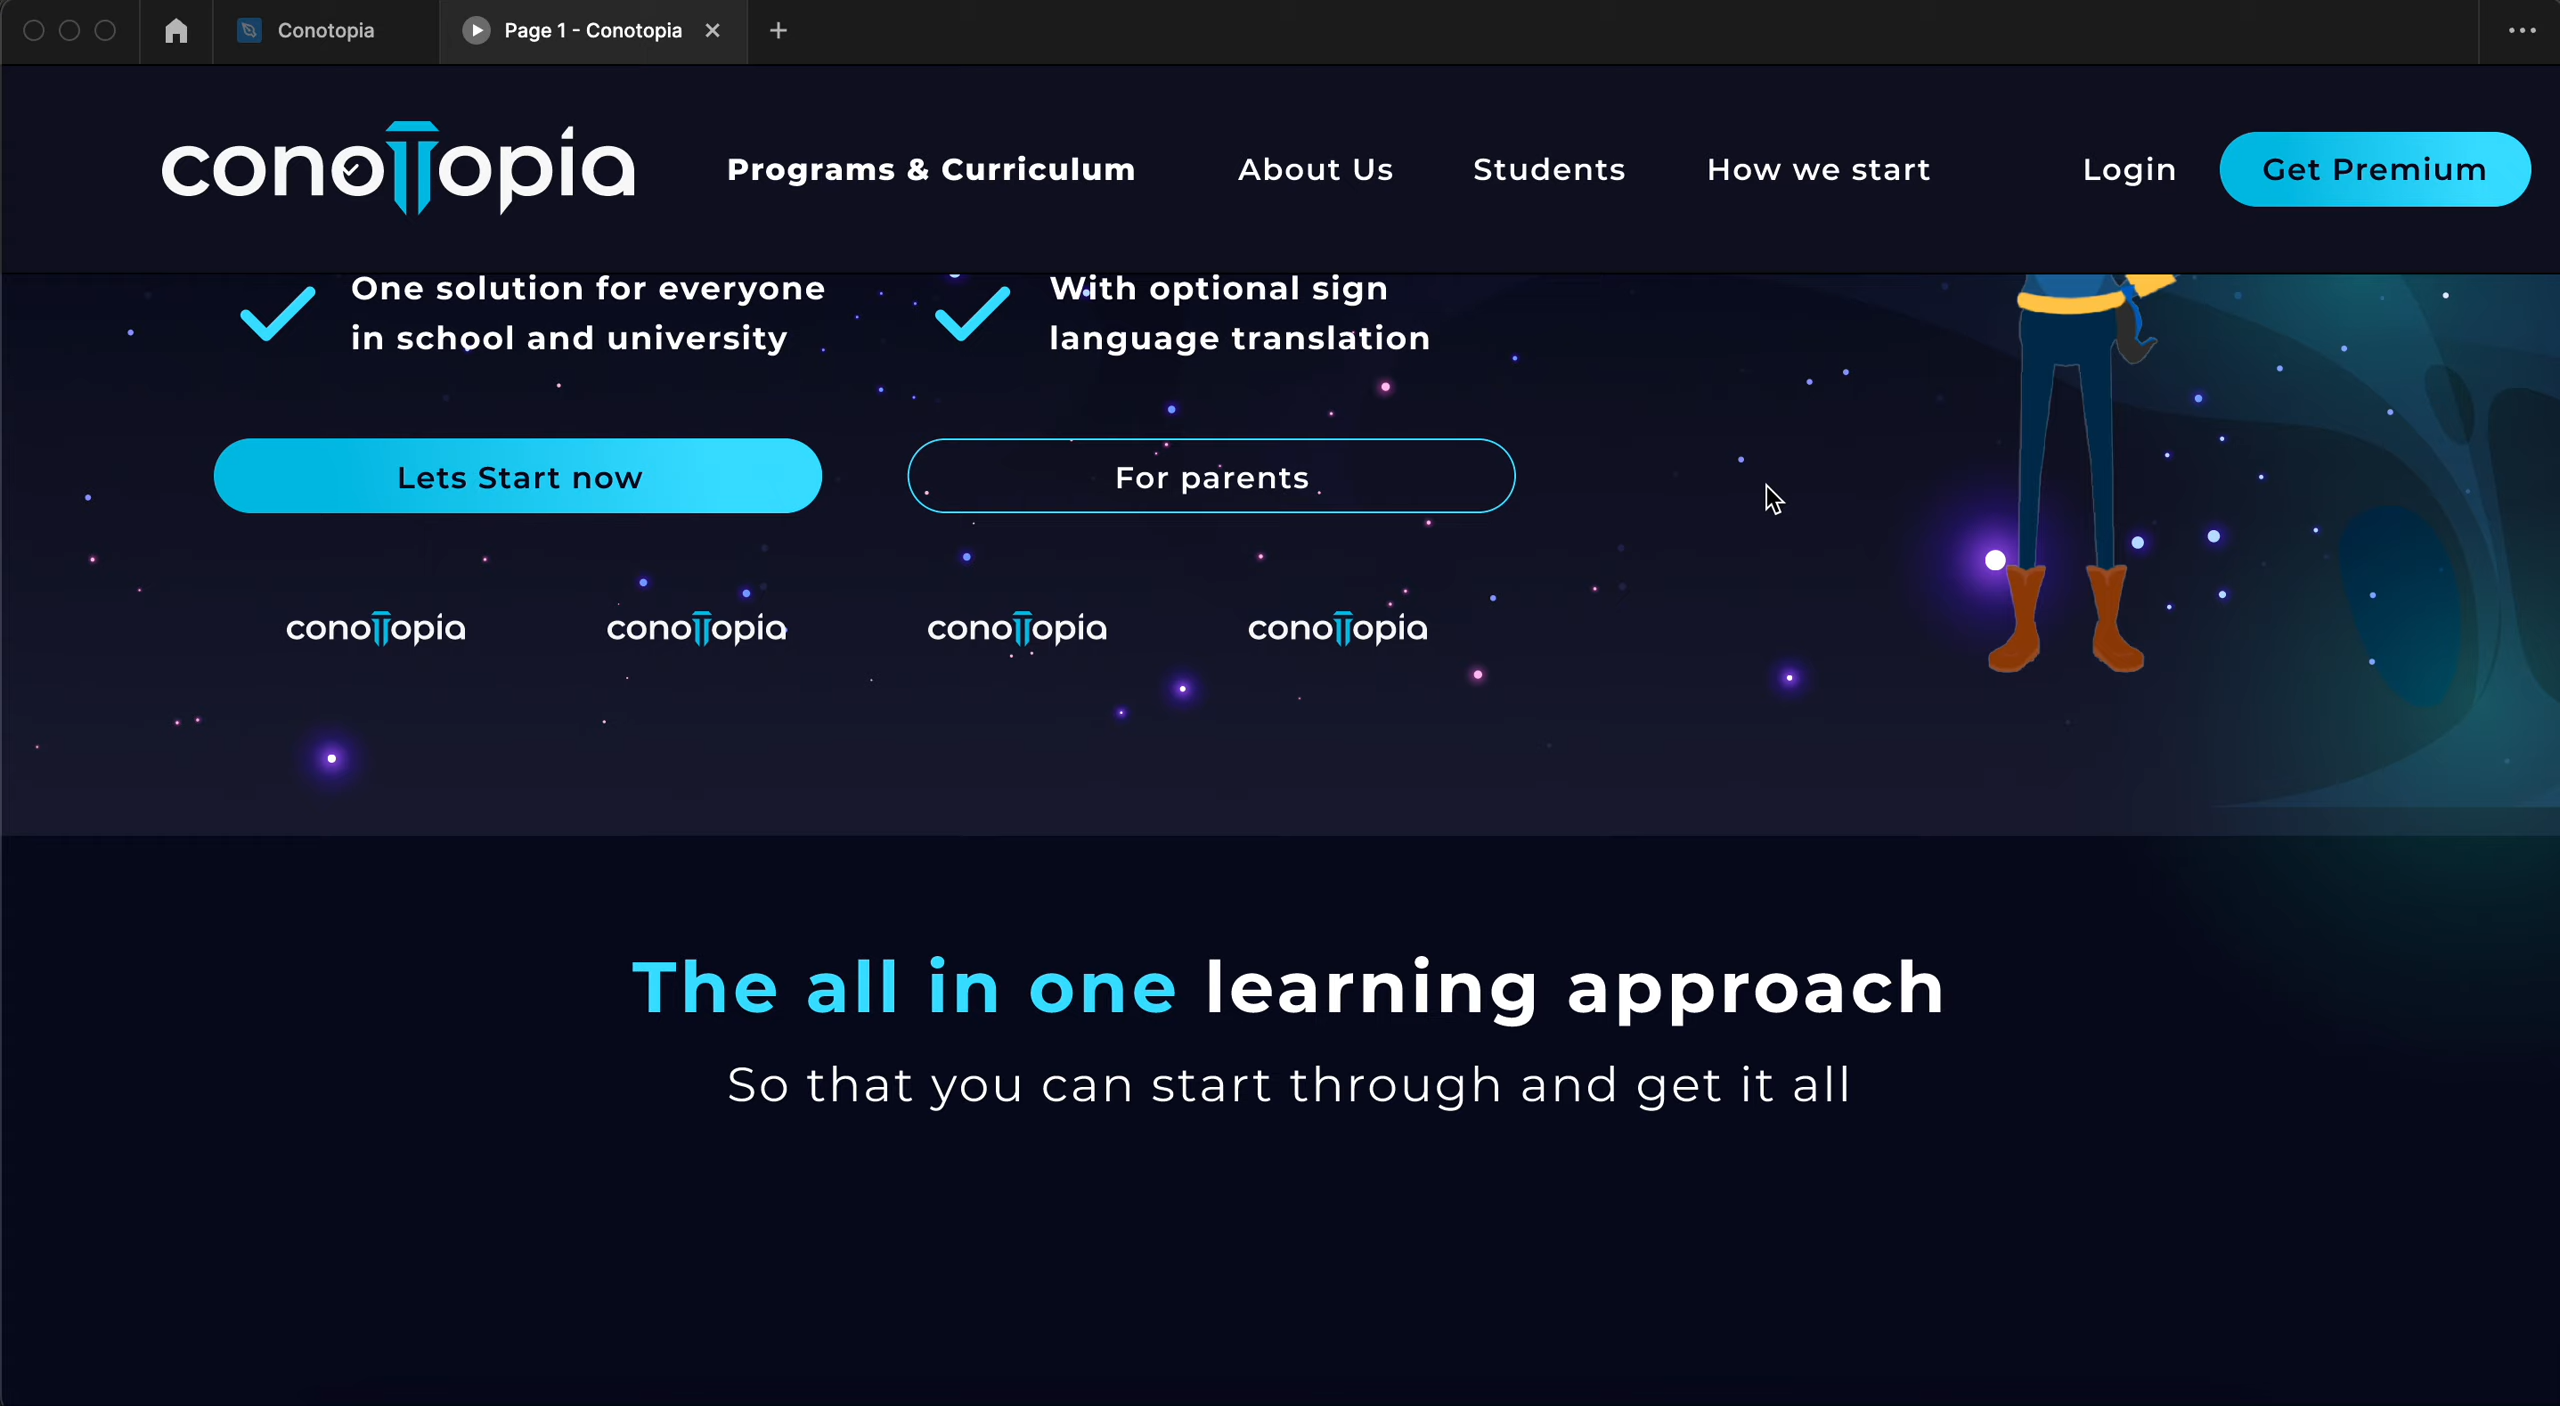 Conotopia
Page 1 - Conotopia
conoTopia
Programs & Curriculum
About Us
Students
How we start
Login
Get Premium
One solution for everyone
in school and university
With optional sign
language translation
Lets Start now
For parents
conoTopia
conoTopia
conoTopia
conoTopia
The all in one learning approach
So that you can start through and get it all